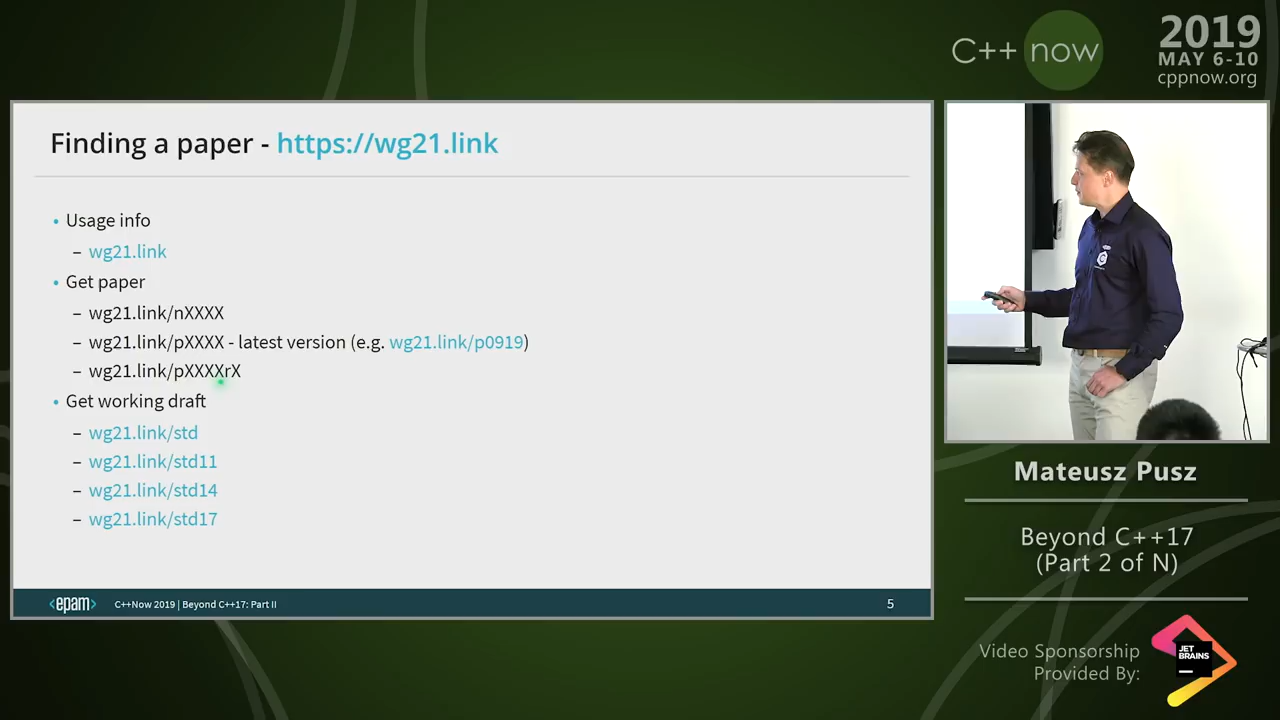 C++ now
2019
MAY 6-10
cppnow.org
Finding a paper - https://wg21.link
• Usage info
– wg21.link
• Get paper
– wg21.link/nXXXX
– wg21.link/pXXXX - latest version (e.g. wg21.link/p0919)
– wg21.link/pXXXXrX
• Get working draft
– wg21.link/std
– wg21.link/std11
– wg21.link/std14
– wg21.link/std17
<epam>
C++Now 2019 | Beyond C++17: Part II
5
Mateusz Pusz
Beyond C++17
(Part 2 of N)
Video Sponsorship
Provided By:
JET
BRAINS